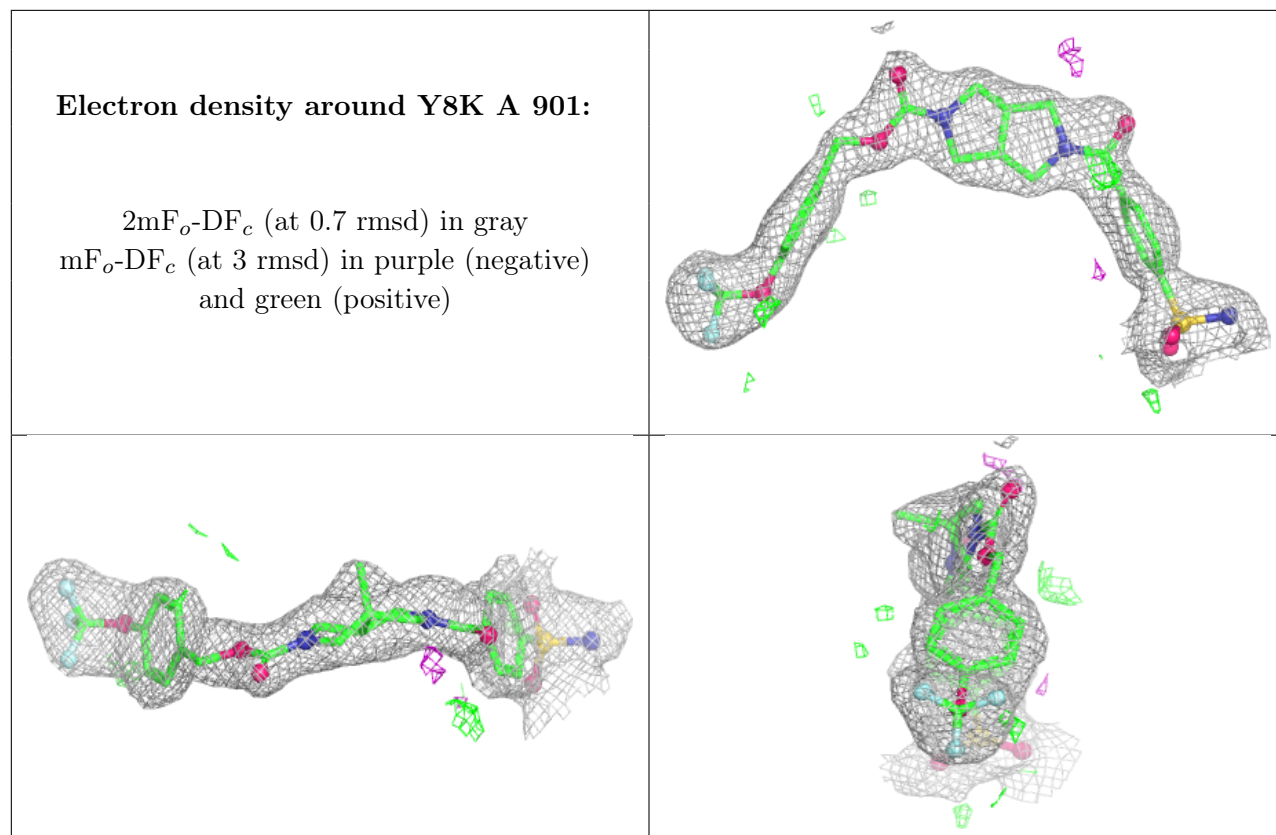 Electron density around Y8K A 901:
2mFo-DFc (at 0.7 rmsd) in gray
mFo-DFc (at 3 rmsd) in purple (negative)
and green (positive)